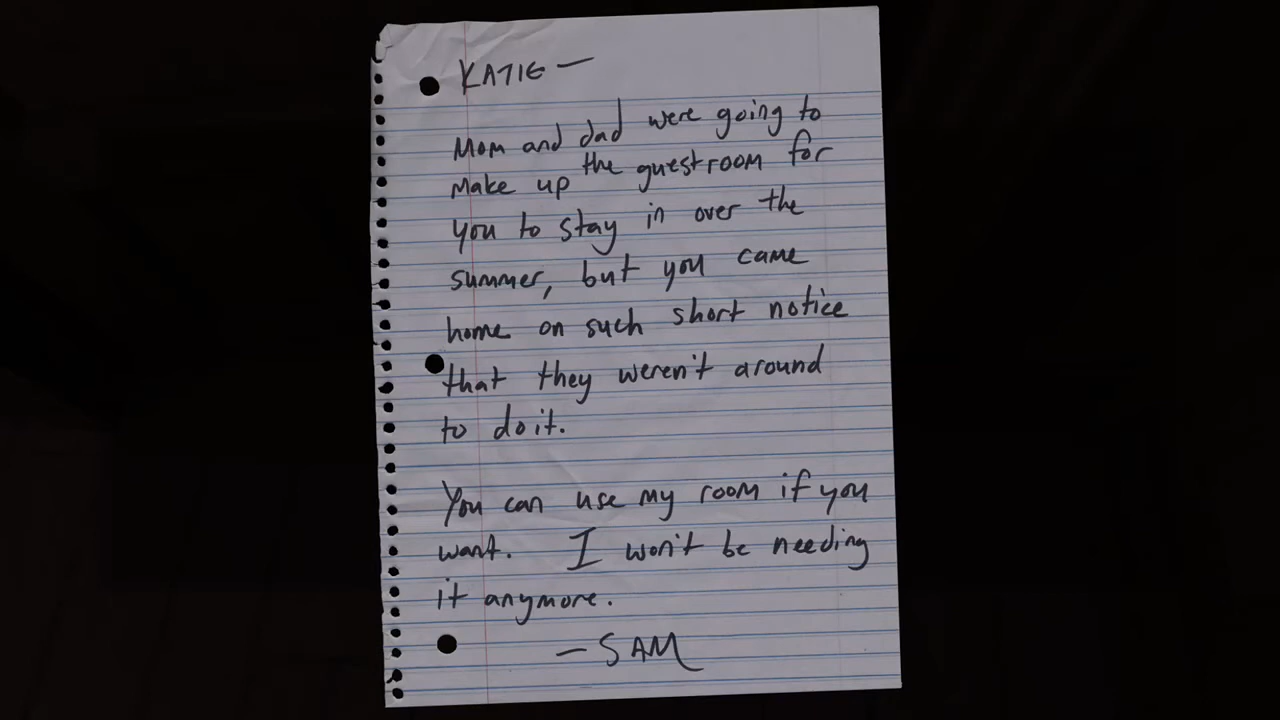 KATIE —
Mom and dad were going to
make up the guestroom for
you to stay in over the
summer, but you came
home on such short notice
that they weren't around
to do it.
You can use my room if you
want. I won't be needing
it anymore.
— SAM